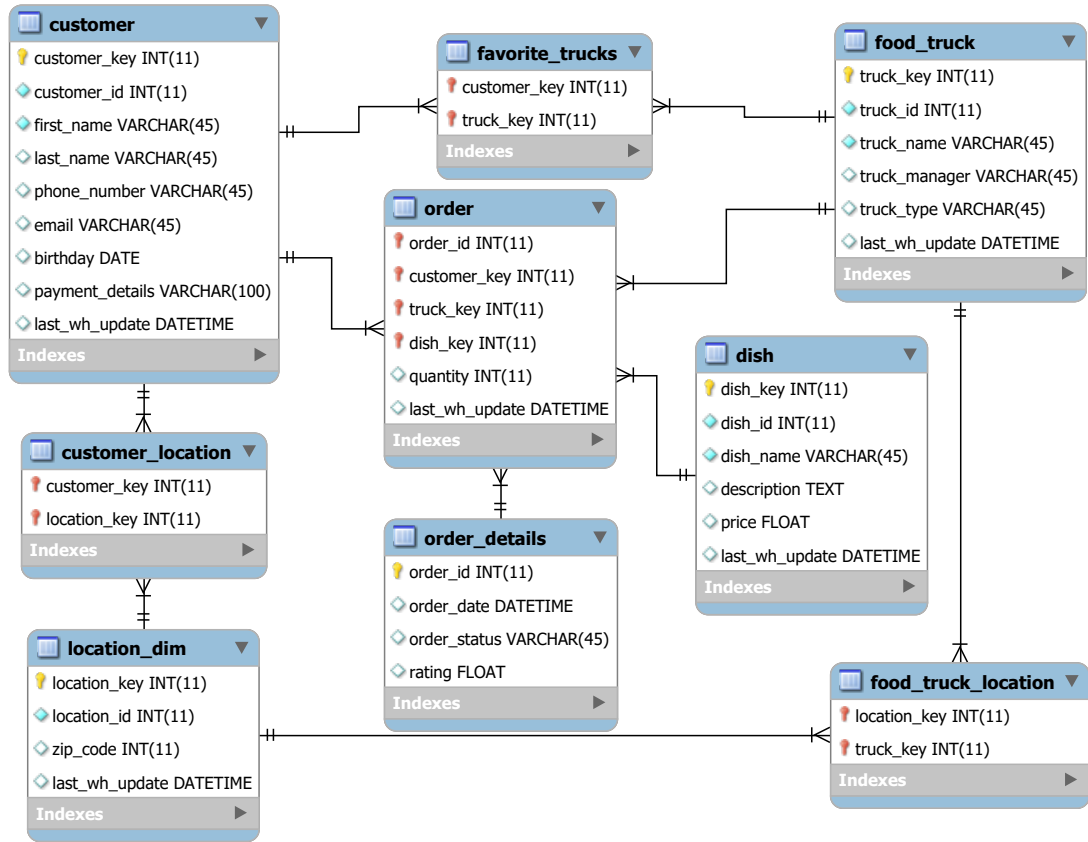 customer
customer_key INT(11)
customer_id INT(11)
first_name VARCHAR(45)
last_name VARCHAR(45)
phone_number VARCHAR(45)
email VARCHAR(45)
birthday DATE
payment_details VARCHAR(100)
last_wh_update DATETIME
Indexes
favorite_trucks
customer_key INT(11)
truck_key INT(11)
Indexes
food_truck
truck_key INT(11)
truck_id INT(11)
truck_name VARCHAR(45)
truck_manager VARCHAR(45)
truck_type VARCHAR(45)
last_wh_update DATETIME
Indexes
order
order_id INT(11)
customer_key INT(11)
truck_key INT(11)
dish_key INT(11)
quantity INT(11)
last_wh_update DATETIME
Indexes
dish
dish_key INT(11)
dish_id INT(11)
dish_name VARCHAR(45)
description TEXT
price FLOAT
last_wh_update DATETIME
Indexes
customer_location
customer_key INT(11)
location_key INT(11)
Indexes
order_details
order_id INT(11)
order_date DATETIME
order_status VARCHAR(45)
rating FLOAT
Indexes
location_dim
location_key INT(11)
location_id INT(11)
zip_code INT(11)
last_wh_update DATETIME
Indexes
food_truck_location
location_key INT(11)
truck_key INT(11)
Indexes